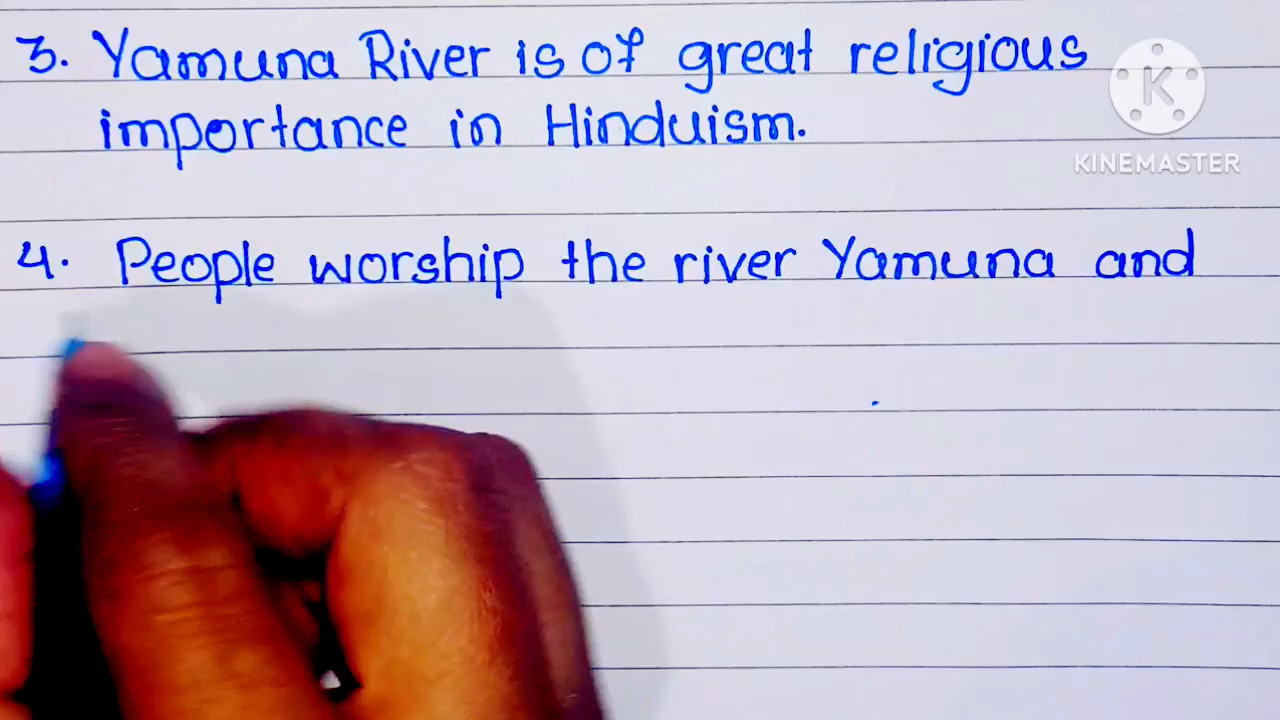 3. Yamuna River is of great religious
importance in Hinduism.
K
KINEMASTER
4. People worship the river Yamuna and